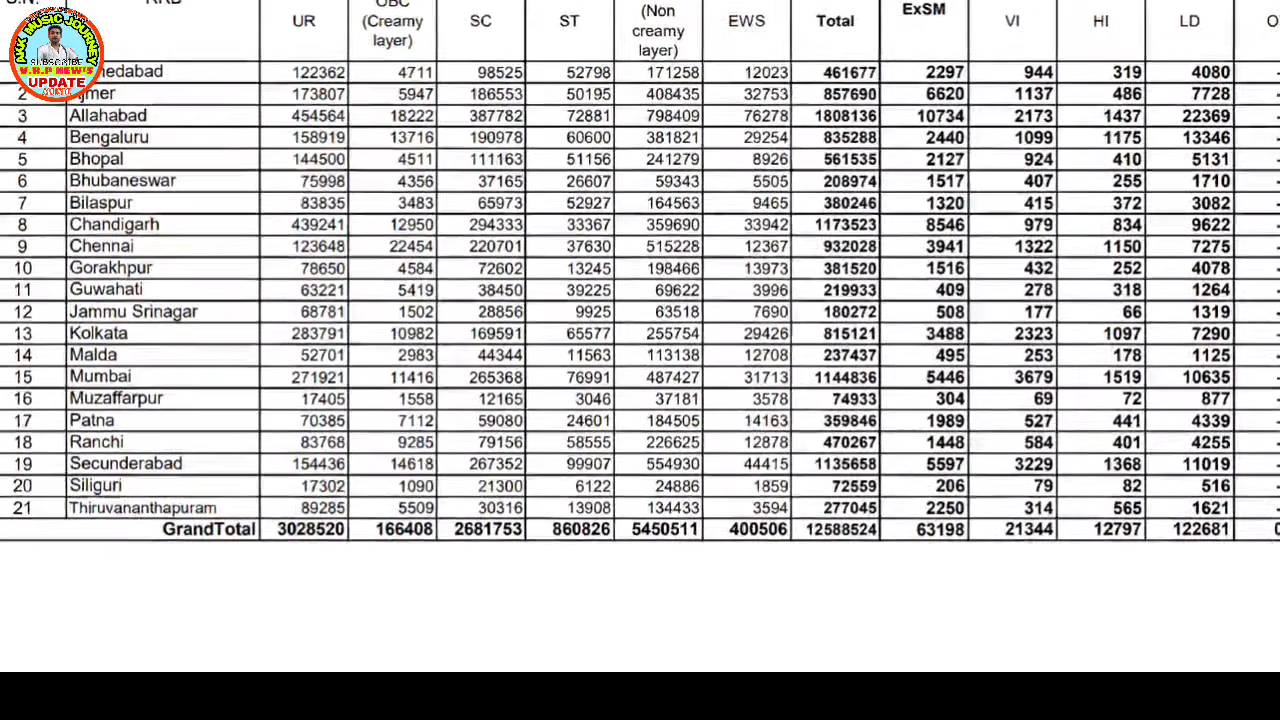 S.N. RRB UR OBC (Creamy layer) SC ST (Non creamy layer) EWS Total ExSM VI HI LD O
AKK MUSIC JOURNEY
SUBSCRIBE
V.R.P NEW'S
UPDATE
medabad 122362 4711 98525 52798 171258 12023 461677 2297 944 319 4080
2 Ajmer 173807 5947 186553 50195 408435 32753 857690 6620 1137 486 7728
3 Allahabad 454564 18222 387782 72881 798409 76278 1808136 10734 2173 1437 22369
4 Bengaluru 158919 13716 190978 60600 381821 29254 835288 2440 1099 1175 13346
5 Bhopal 144500 4511 111163 51156 241279 8926 561535 2127 924 410 5131
6 Bhubaneswar 75998 4356 37165 26607 59343 5505 208974 1517 407 255 1710
7 Bilaspur 83835 3483 65973 52927 164563 9465 380246 1320 415 372 3082
8 Chandigarh 439241 12950 294333 33367 359690 33942 1173523 8546 979 834 9622
9 Chennai 123648 22454 220701 37630 515228 12367 932028 3941 1322 1150 7275
10 Gorakhpur 78650 4584 72602 13245 198466 13973 381520 1516 432 252 4078
11 Guwahati 63221 5419 38450 39225 69622 3996 219933 409 278 318 1264
12 Jammu Srinagar 68781 1502 28856 9925 63518 7690 180272 508 177 66 1319
13 Kolkata 283791 10982 169591 65577 255754 29426 815121 3488 2323 1097 7290
14 Malda 52701 2983 44344 11563 113138 12708 237437 495 253 178 1125
15 Mumbai 271921 11416 265368 76991 487427 31713 1144836 5446 3679 1519 10635
16 Muzaffarpur 17405 1558 12165 3046 37181 3578 74933 304 69 72 877
17 Patna 70385 7112 59080 24601 184505 14163 359846 1989 527 441 4339
18 Ranchi 83768 9285 79156 58555 226625 12878 470267 1448 584 401 4255
19 Secunderabad 154436 14618 267352 99907 554930 44415 1135658 5597 3229 1368 11019
20 Siliguri 17302 1090 21300 6122 24886 1859 72559 206 79 82 516
21 Thiruvananthapuram 89285 5509 30316 13908 134433 3594 277045 2250 314 565 1621
GrandTotal 3028520 166408 2681753 860826 5450511 400506 12588524 63198 21344 12797 122681